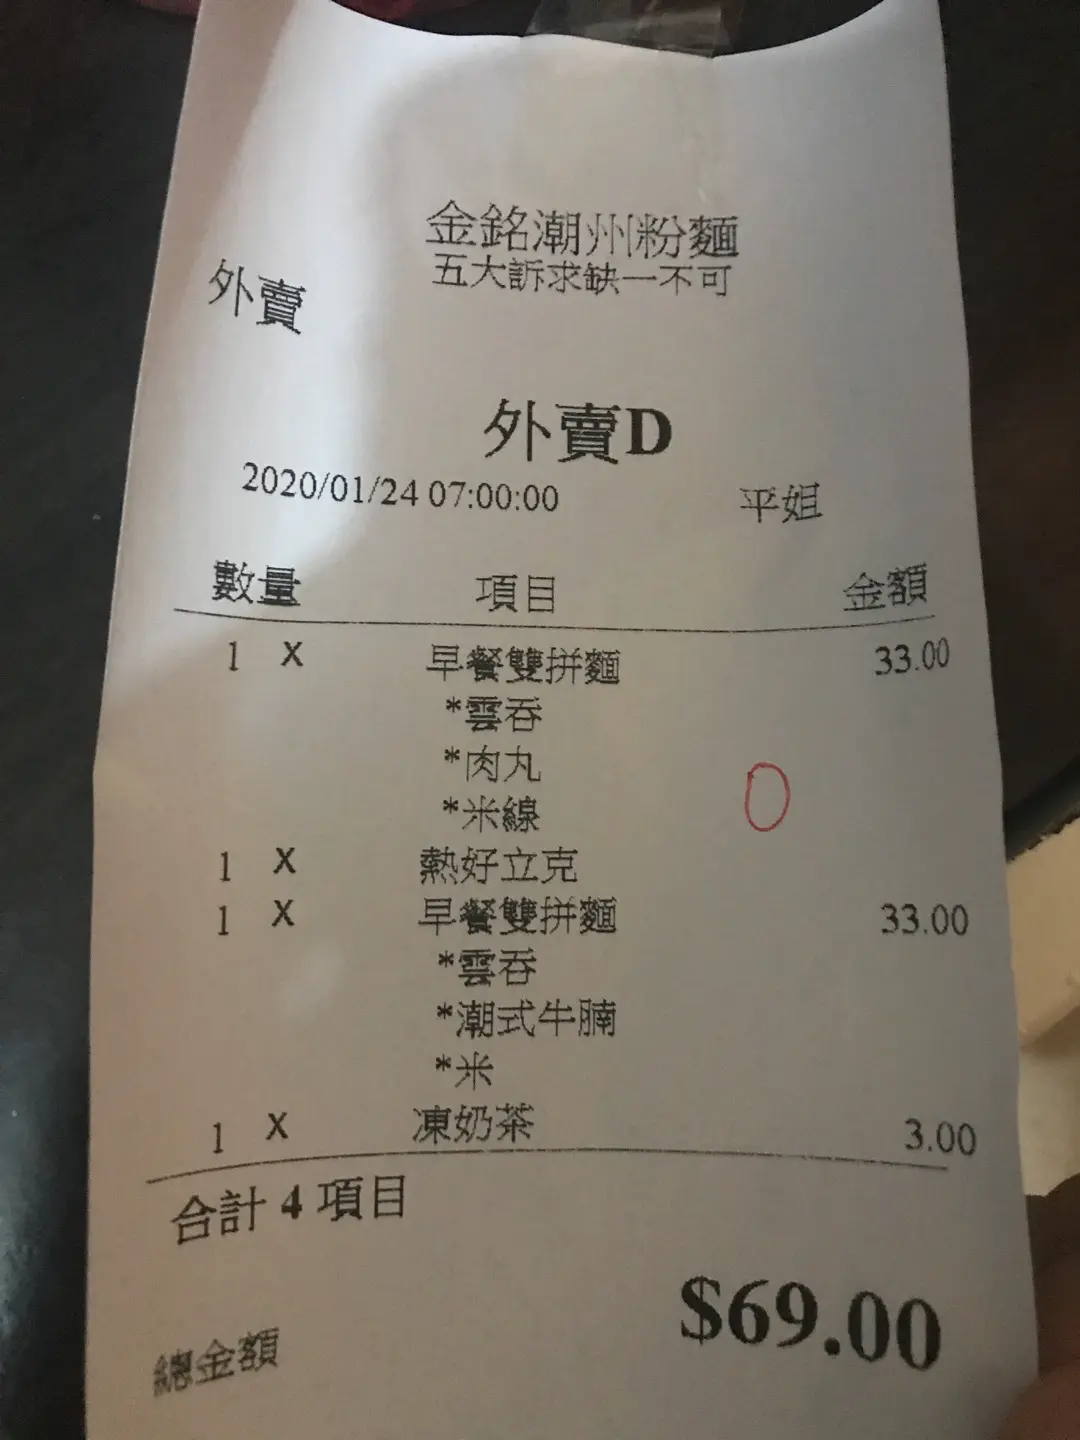 金銘潮州粉麵
五大訴求缺一不可
外賣
外賣D
2020/01/24 07:00:00 平姐
數量 項目 金額
1 X 早餐雙拼麵 33.00
*雲吞
*肉丸
*米線
1 X 熱好立克
1 X 早餐雙拼麵 33.00
*雲吞
*潮式牛腩
*米
1 X 凍奶茶 3.00
合計 4 項目
$69.00
總金額